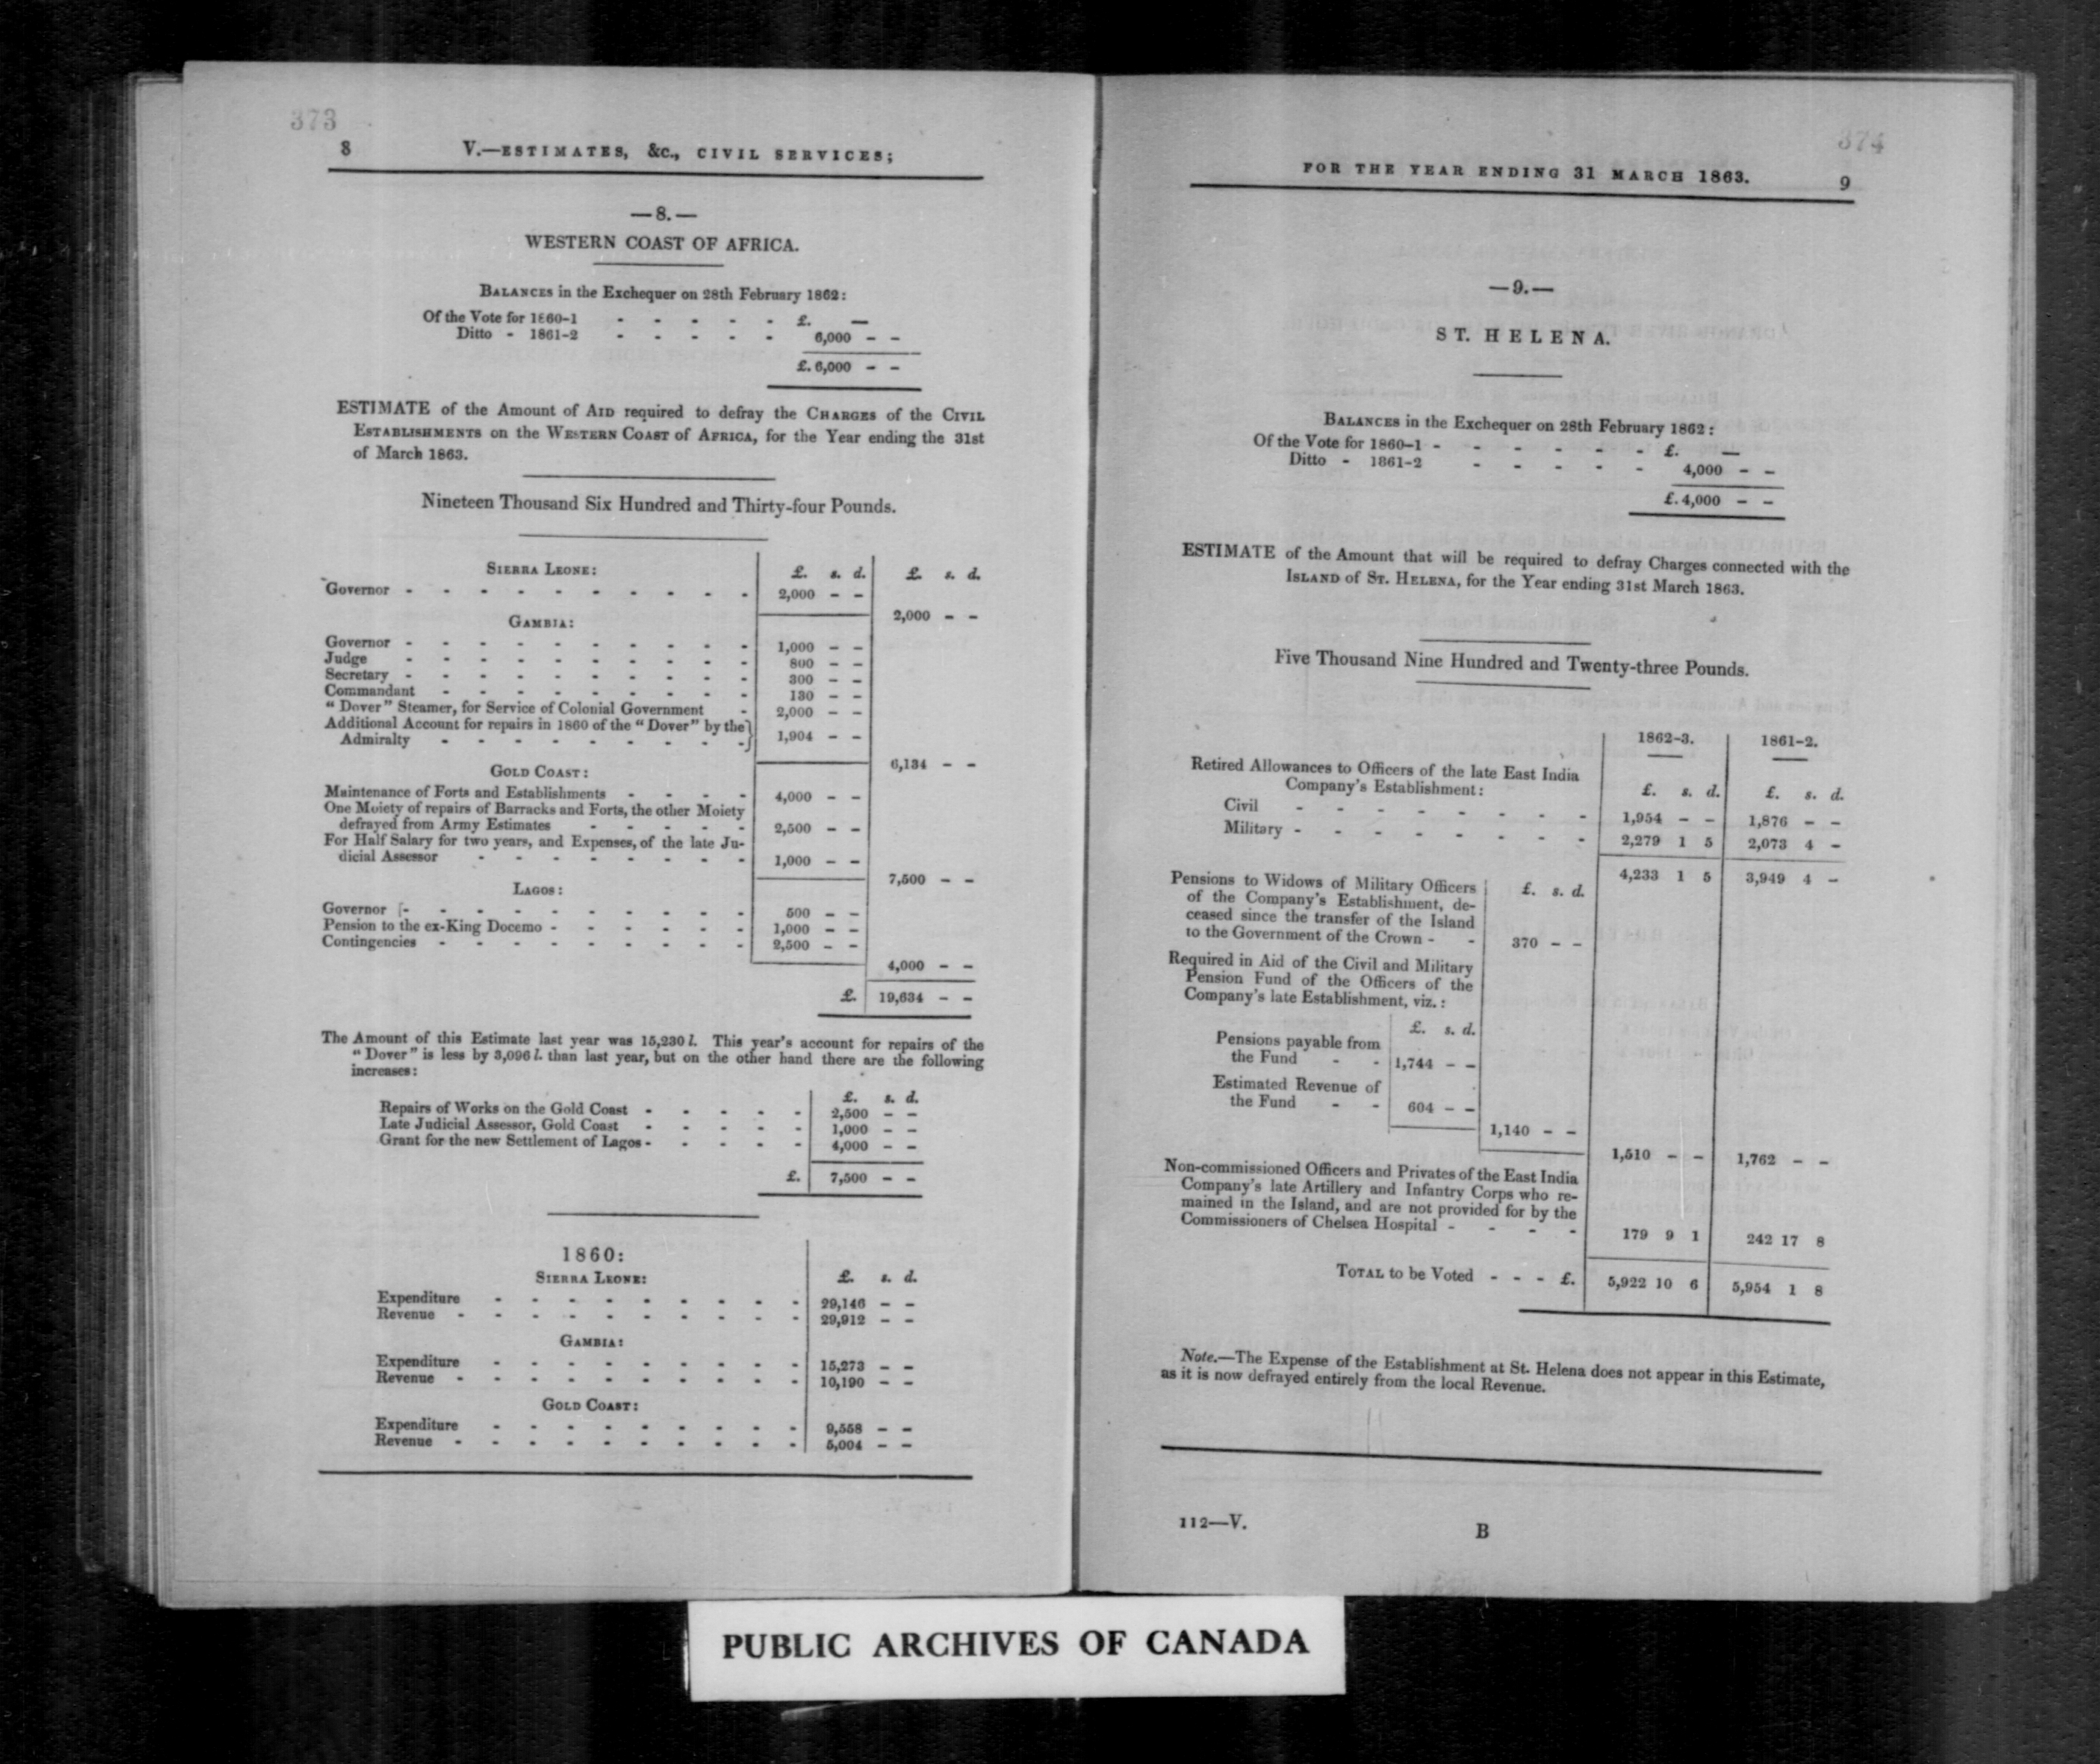 373
8 V.—ESTIMATES, &c., CIVIL SERVICES;
—8.—
WESTERN COAST OF AFRICA.
BALANCES in the Exchequer on 28th February 1862:
Of the Vote for 1860-1 - - - - - £. —
Ditto - 1861-2 - - - - - 6,000 - -
£. 6,000 - -
ESTIMATE of the Amount of AID required to defray the CHARGES of the CIVIL
ESTABLISHMENTS on the WESTERN COAST of AFRICA, for the Year ending the 31st
of March 1863.
Nineteen Thousand Six Hundred and Thirty-four Pounds.
SIERRA LEONE: £. s. d. £. s. d.
Governor - - - - - - - - - - 2,000 - -
2,000 - -
GAMBIA:
Governor - - - - - - - - - - 1,000 - -
Judge - - - - - - - - - - 800 - -
Secretary - - - - - - - - - - 300 - -
Commandant - - - - - - - - - 130 - -
"Dover" Steamer, for Service of Colonial Government - 2,000 - -
Additional Account for repairs in 1860 of the "Dover" by the
Admiralty - - - - - - - - - 1,904 - -
6,134 - -
GOLD COAST:
Maintenance of Forts and Establishments - - - - 4,000 - -
One Moiety of repairs of Barracks and Forts, the other Moiety
defrayed from Army Estimates - - - - - 2,500 - -
For Half Salary for two years, and Expenses, of the late Ju-
dicial Assessor - - - - - - - - 1,000 - -
7,500 - -
LAGOS:
Governor - - - - - - - - - - 500 - -
Pension to the ex-King Docemo - - - - - - 1,000 - -
Contingencies - - - - - - - - - 2,500 - -
4,000 - -
£. 19,634 - -
The Amount of this Estimate last year was 15,230 l. This year's account for repairs of the
"Dover" is less by 3,096 l. than last year, but on the other hand there are the following
increases:
£. s. d.
Repairs of Works on the Gold Coast - - - - - 2,500 - -
Late Judicial Assessor, Gold Coast - - - - - 1,000 - -
Grant for the new Settlement of Lagos - - - - - 4,000 - -
£. 7,500 - -
1860:
SIERRA LEONE: £. s. d.
Expenditure - - - - - - - - - 29,146 - -
Revenue - - - - - - - - - - 29,912 - -
GAMBIA:
Expenditure - - - - - - - - - 15,273 - -
Revenue - - - - - - - - - - 10,190 - -
GOLD COAST:
Expenditure - - - - - - - - - 9,558 - -
Revenue - - - - - - - - - - 5,004 - -
374
FOR THE YEAR ENDING 31 MARCH 1863. 9
—9.—
ST. HELENA.
BALANCES in the Exchequer on 28th February 1862:
Of the Vote for 1860-1 - - - - - - £. —
Ditto - 1861-2 - - - - - 4,000 - -
£. 4,000 - -
ESTIMATE of the Amount that will be required to defray Charges connected with the
ISLAND of ST. HELENA, for the Year ending 31st March 1863.
Five Thousand Nine Hundred and Twenty-three Pounds.
1862-3. 1861-2.
Retired Allowances to Officers of the late East India
Company's Establishment: £. s. d. £. s. d.
Civil - - - - - - - - 1,954 - - 1,876 - -
Military - - - - - - - - 2,279 1 5 2,073 4 -
4,233 1 5 3,949 4 -
Pensions to Widows of Military Officers £. s. d.
of the Company's Establishment, de-
ceased since the transfer of the Island
to the Government of the Crown - - 370 - -
Required in Aid of the Civil and Military
Pension Fund of the Officers of the
Company's late Establishment, viz.:
£. s. d.
Pensions payable from
the Fund - - 1,744 - -
Estimated Revenue of
the Fund - - 604 - -
1,140 - -
1,510 - - 1,762 - -
Non-commissioned Officers and Privates of the East India
Company's late Artillery and Infantry Corps who re-
mained in the Island, and are not provided for by the
Commissioners of Chelsea Hospital - - - - 179 9 1 242 17 8
TOTAL to be Voted - - - £. 5,922 10 6 5,954 1 8
Note.—The Expense of the Establishment at St. Helena does not appear in this Estimate,
as it is now defrayed entirely from the local Revenue.
112—V. B
PUBLIC ARCHIVES OF CANADA